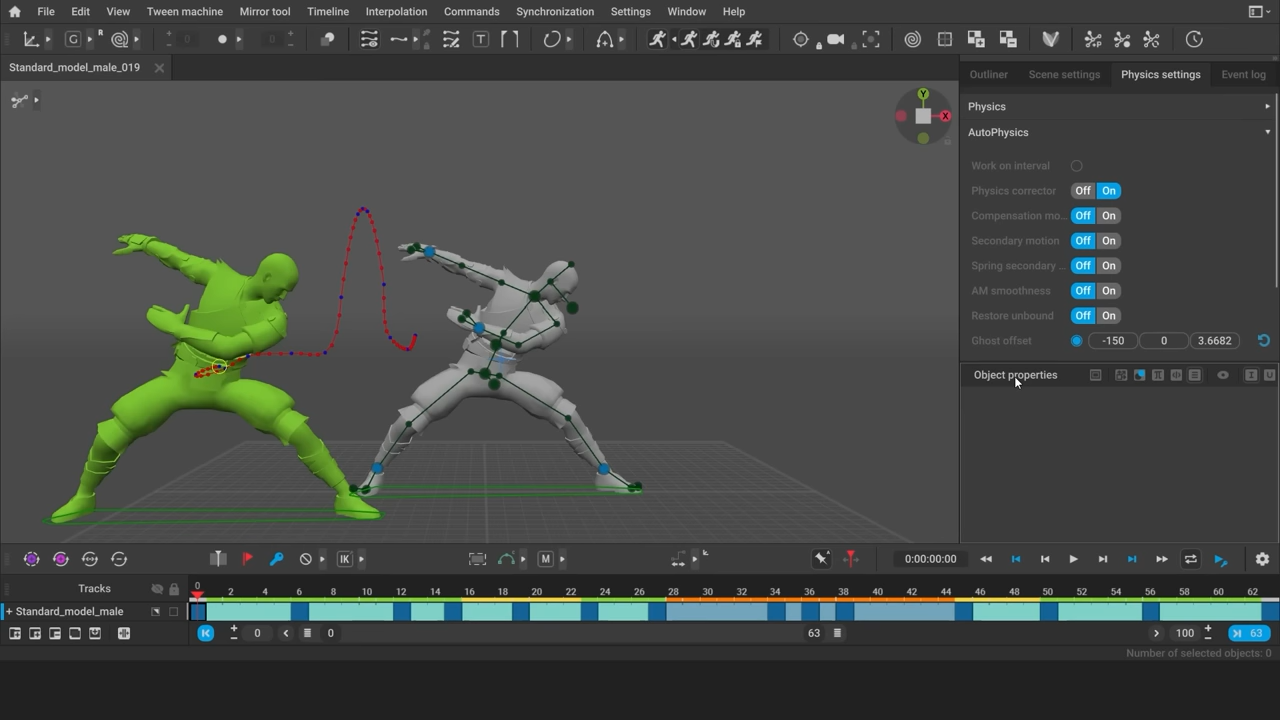 File Edit View Tween machine Mirror tool Timeline Interpolation Commands Synchronization Settings Window Help
G R T
Standard_model_male_019
Outliner Scene settings Physics settings Event log
Y
X
Physics
AutoPhysics
Work on interval
Physics corrector Off On
Compensation mo... Off On
Secondary motion Off On
Spring secondary ... Off On
AM smoothness Off On
Restore unbound Off On
Ghost offset -150 0 3.6682
Object properties
IK M 0:00:00:00
Tracks 0 2 4 6 8 10 12 14 16 18 20 22 24 26 28 30 32 34 36 38 40 42 44 46 48 50 52 54 56 58 60 62
+ Standard_model_male
0 0 63 100 63
Number of selected objects: 0